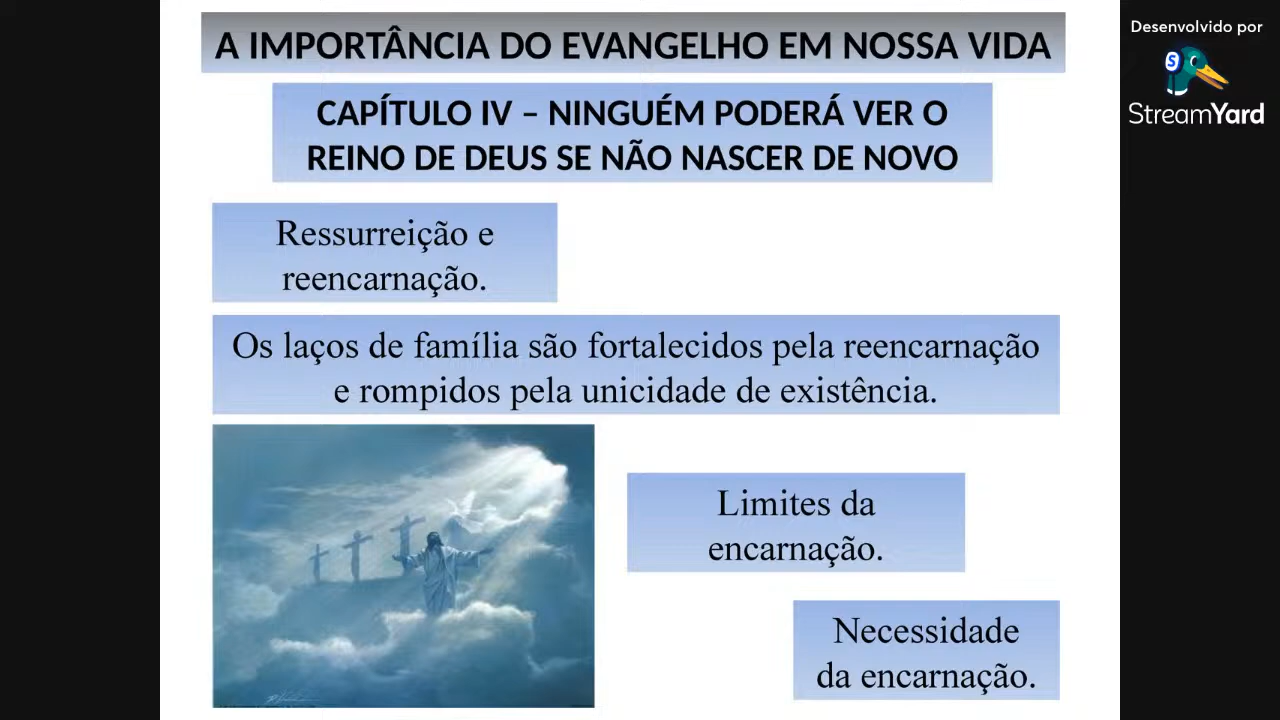 A IMPORTÂNCIA DO EVANGELHO EM NOSSA VIDA
Desenvolvido por
StreamYard
CAPÍTULO IV – NINGUÉM PODERÁ VER O
REINO DE DEUS SE NÃO NASCER DE NOVO
Ressurreição e
reencarnação.
Os laços de família são fortalecidos pela reencarnação
e rompidos pela unicidade de existência.
Limites da
encarnação.
Necessidade
da encarnação.